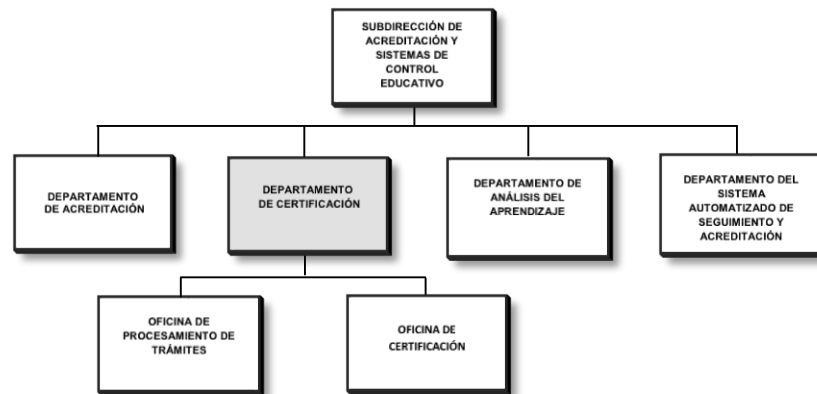 SUBDIRECCIÓN DE
ACREDITACIÓN Y
SISTEMAS DE
CONTROL
EDUCATIVO
DEPARTAMENTO
DE ACREDITACIÓN
DEPARTAMENTO
DE CERTIFICACIÓN
DEPARTAMENTO DE
ANÁLISIS DEL
APRENDIZAJE
DEPARTAMENTO DEL
SISTEMA
AUTOMATIZADO DE
SEGUIMIENTO Y
ACREDITACIÓN
OFICINA DE
PROCESAMIENTO DE
TRÁMITES
OFICINA DE
CERTIFICACIÓN